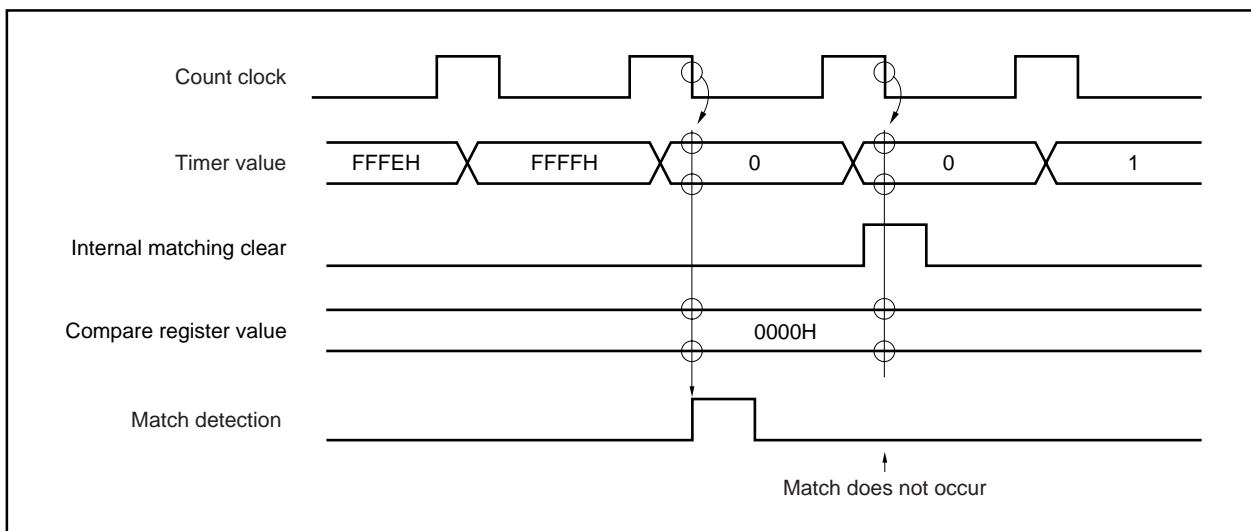 Count clock
Timer value FFFEH FFFFH 0 0 1
Internal matching clear
Compare register value 0000H
Match detection
Match does not occur